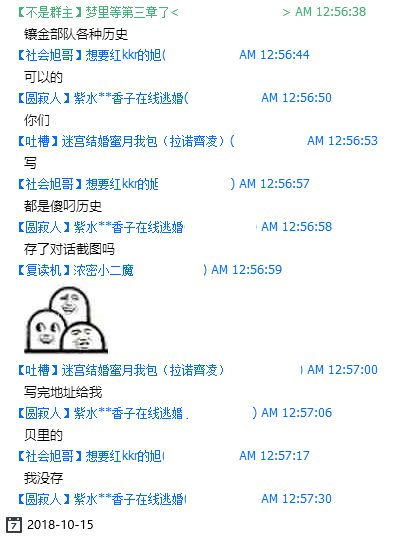 【不是群主】梦里等第三章了< > AM 12:56:38
镶金部队各种历史
【社会旭哥】想要红kkr的旭( AM 12:56:44
可以的
【圆寂人】紫水**香子在线逃婚( AM 12:56:50
你们
【吐槽】迷宫结婚蜜月我包（拉诺齊凌）( AM 12:56:53
写
【社会旭哥】想要红kkr的旭 ) AM 12:56:57
都是傻叼历史
【圆寂人】紫水**香子在线逃婚 ) AM 12:56:58
存了对话截图吗
【复读机】浓密小二魔 ) AM 12:56:59
【吐槽】迷宫结婚蜜月我包（拉诺齊凌） ) AM 12:57:00
写完地址给我
【圆寂人】紫水**香子在线逃婚 ) AM 12:57:06
贝里的
【社会旭哥】想要红kkr的旭( AM 12:57:17
我没存
【圆寂人】紫水**香子在线逃婚( AM 12:57:30
7 2018-10-15